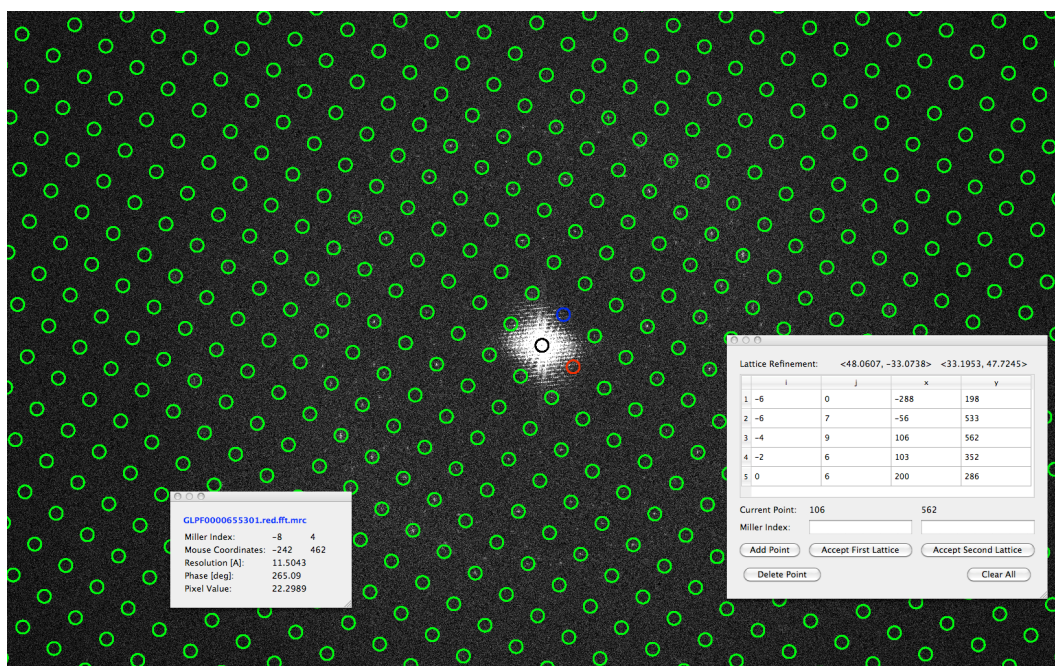 Lattice Refinement: <48.0607, −33.0738> <33.1953, 47.7245>
i j x y
1 −6 0 −288 198
2 −6 7 −56 533
3 −4 9 106 562
4 −2 6 103 352
5 0 6 200 286
Current Point: 106 562
Miller Index:
Add Point Accept First Lattice Accept Second Lattice
Delete Point Clear All
GLPF0000655301.red.fft.mrc
Miller Index: −8 4
Mouse Coordinates: −242 462
Resolution [A]: 11.5043
Phase [deg]: 265.09
Pixel Value: 22.2989